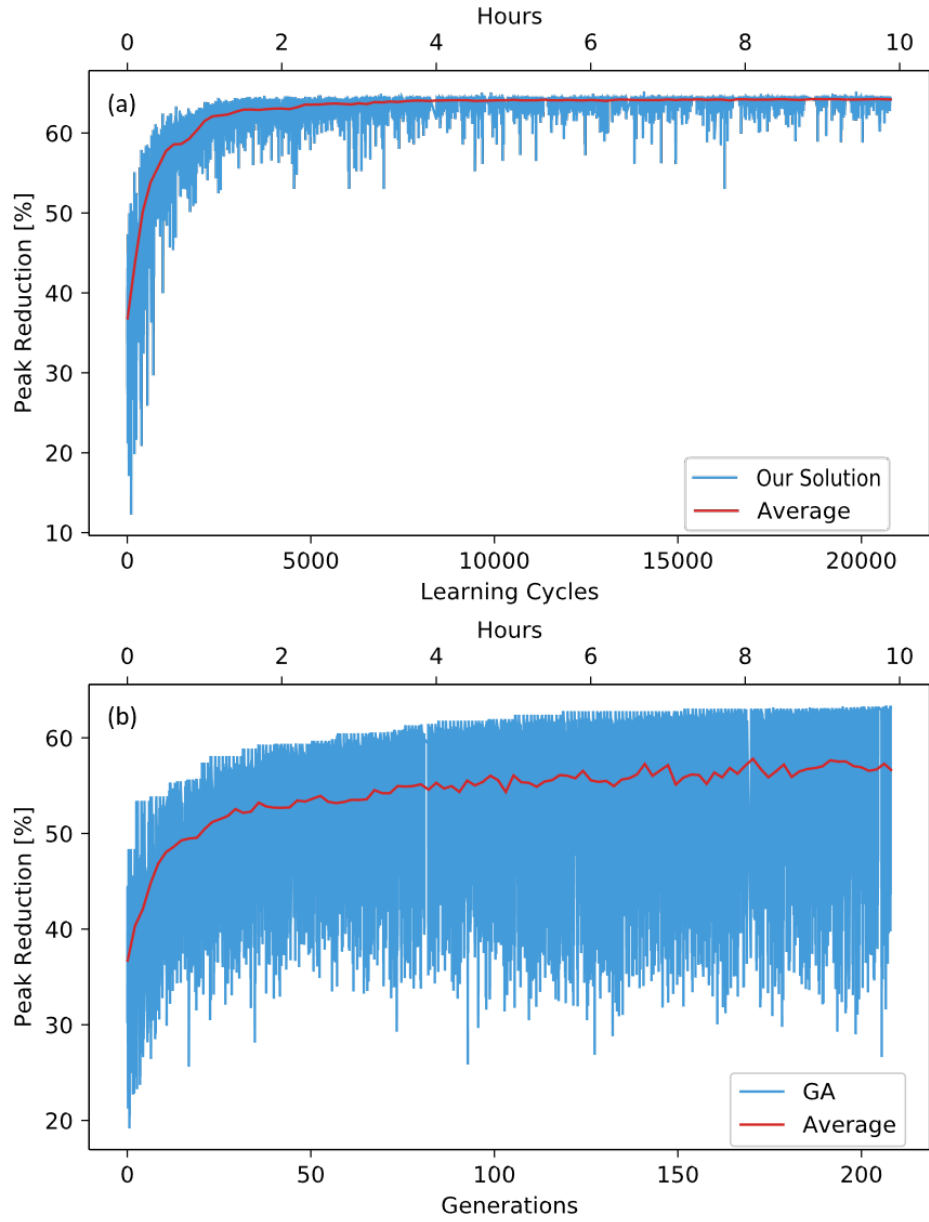 Hours
0 2 4 6 8 10
(a)
60
50
40
30
20
10
Peak Reduction [%]
Our Solution
Average
0 5000 10000 15000 20000
Learning Cycles
Hours
0 2 4 6 8 10
(b)
60
50
40
30
20
Peak Reduction [%]
GA
Average
0 50 100 150 200
Generations